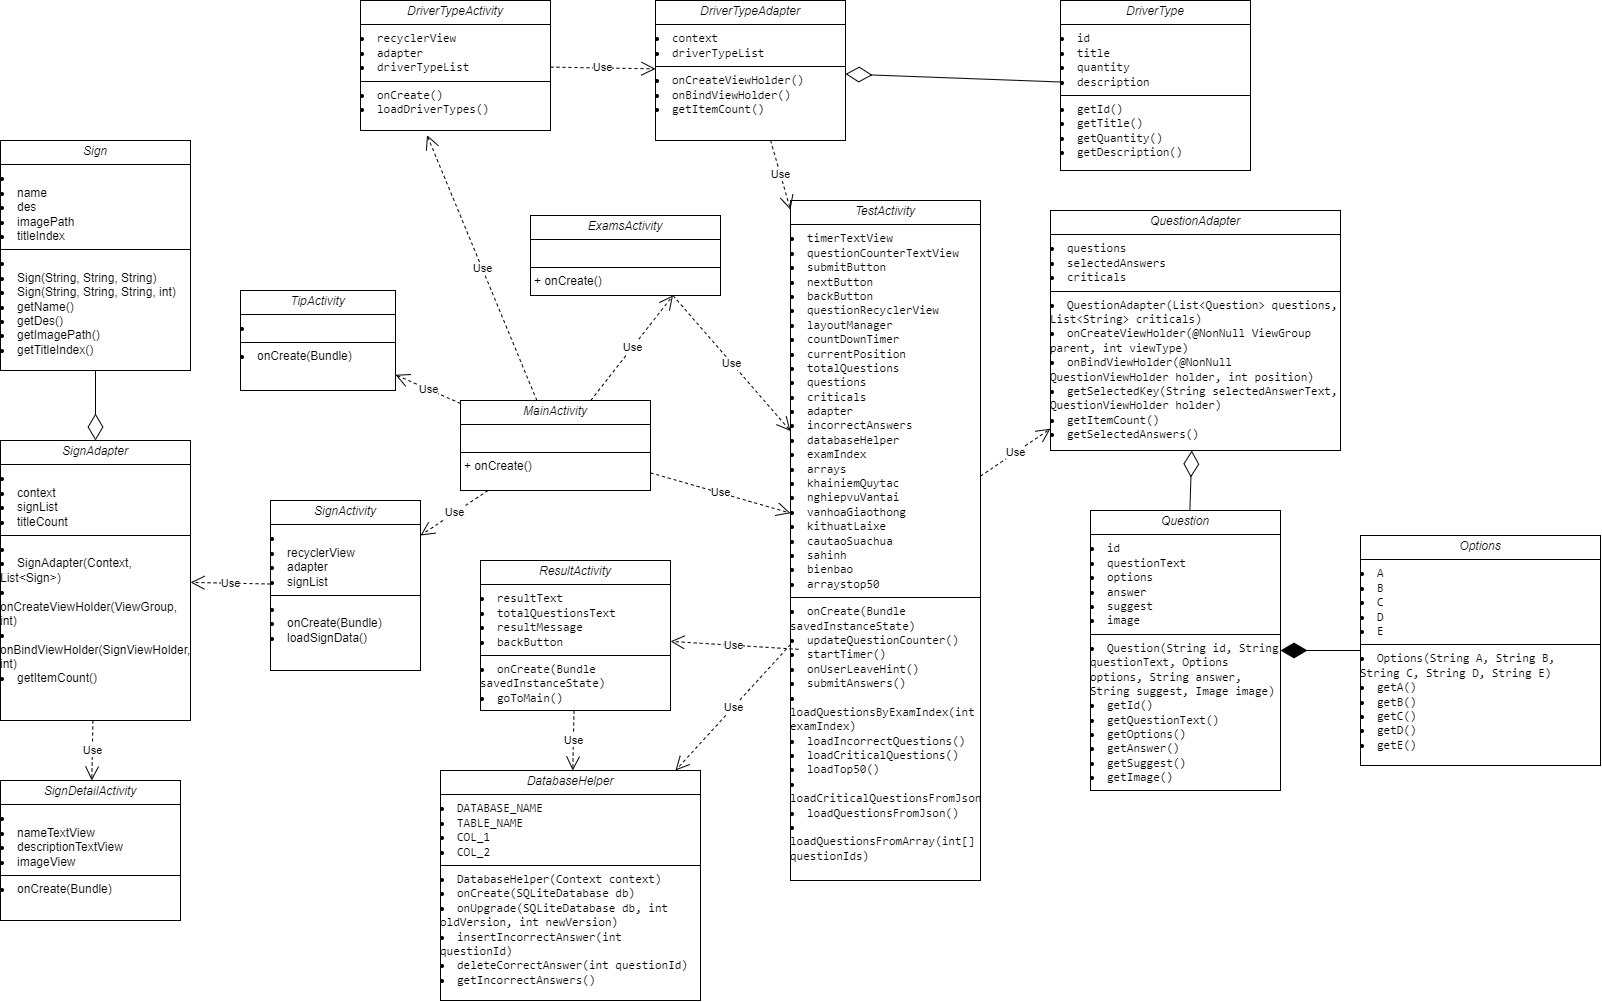 DriverTypeActivity
recyclerView
adapter
driverTypeList
onCreate()
loadDriverTypes()
Use
DriverTypeAdapter
context
driverTypeList
onCreateViewHolder()
onBindViewHolder()
getItemCount()
DriverType
id
title
quantity
description
getId()
getTitle()
getQuantity()
getDescription()
Sign
name
des
imagePath
titleIndex
Sign(String, String, String)
Sign(String, String, String, int)
getName()
getDes()
getImagePath()
getTitleIndex()
Use
ExamsActivity
+ onCreate()
Use
TipActivity
onCreate(Bundle)
Use
Use
Use
Use
MainActivity
+ onCreate()
Use
Use
TestActivity
timerTextView
questionCounterTextView
submitButton
nextButton
backButton
questionRecyclerView
layoutManager
countDownTimer
currentPosition
totalQuestions
questions
criticals
adapter
incorrectAnswers
databaseHelper
examIndex
arrays
khainiemQuytac
nghiepvuVantai
vanhoaGiaothong
kithuatLaixe
cautaoSuachua
sahinh
bienbao
arraystop50
onCreate(Bundle
savedInstanceState)
updateQuestionCounter()
startTimer()
onUserLeaveHint()
submitAnswers()
loadQuestionsByExamIndex(int
examIndex)
loadIncorrectQuestions()
loadCriticalQuestions()
loadTop50()
loadCriticalQuestionsFromJson
loadQuestionsFromJson()
loadQuestionsFromArray(int[]
questionIds)
Use
QuestionAdapter
questions
selectedAnswers
criticals
QuestionAdapter(List<Question> questions,
List<String> criticals)
onCreateViewHolder(@NonNull ViewGroup
parent, int viewType)
onBindViewHolder(@NonNull
QuestionViewHolder holder, int position)
getSelectedKey(String selectedAnswerText,
QuestionViewHolder holder)
getItemCount()
getSelectedAnswers()
SignAdapter
context
signList
titleCount
SignAdapter(Context,
List<Sign>)
onCreateViewHolder(ViewGroup,
int)
onBindViewHolder(SignViewHolder,
int)
getItemCount()
Use
SignActivity
recyclerView
adapter
signList
onCreate(Bundle)
loadSignData()
ResultActivity
resultText
totalQuestionsText
resultMessage
backButton
onCreate(Bundle
savedInstanceState)
goToMain()
Use
Use
Use
Question
id
questionText
options
answer
suggest
image
Question(String id, String
questionText, Options
options, String answer,
String suggest, Image image)
getId()
getQuestionText()
getOptions()
getAnswer()
getSuggest()
getImage()
Options
A
B
C
D
E
Options(String A, String B,
String C, String D, String E)
getA()
getB()
getC()
getD()
getE()
Use
SignDetailActivity
nameTextView
descriptionTextView
imageView
onCreate(Bundle)
DatabaseHelper
DATABASE_NAME
TABLE_NAME
COL_1
COL_2
DatabaseHelper(Context context)
onCreate(SQLiteDatabase db)
onUpgrade(SQLiteDatabase db, int
oldVersion, int newVersion)
insertIncorrectAnswer(int
questionId)
deleteCorrectAnswer(int questionId)
getIncorrectAnswers()